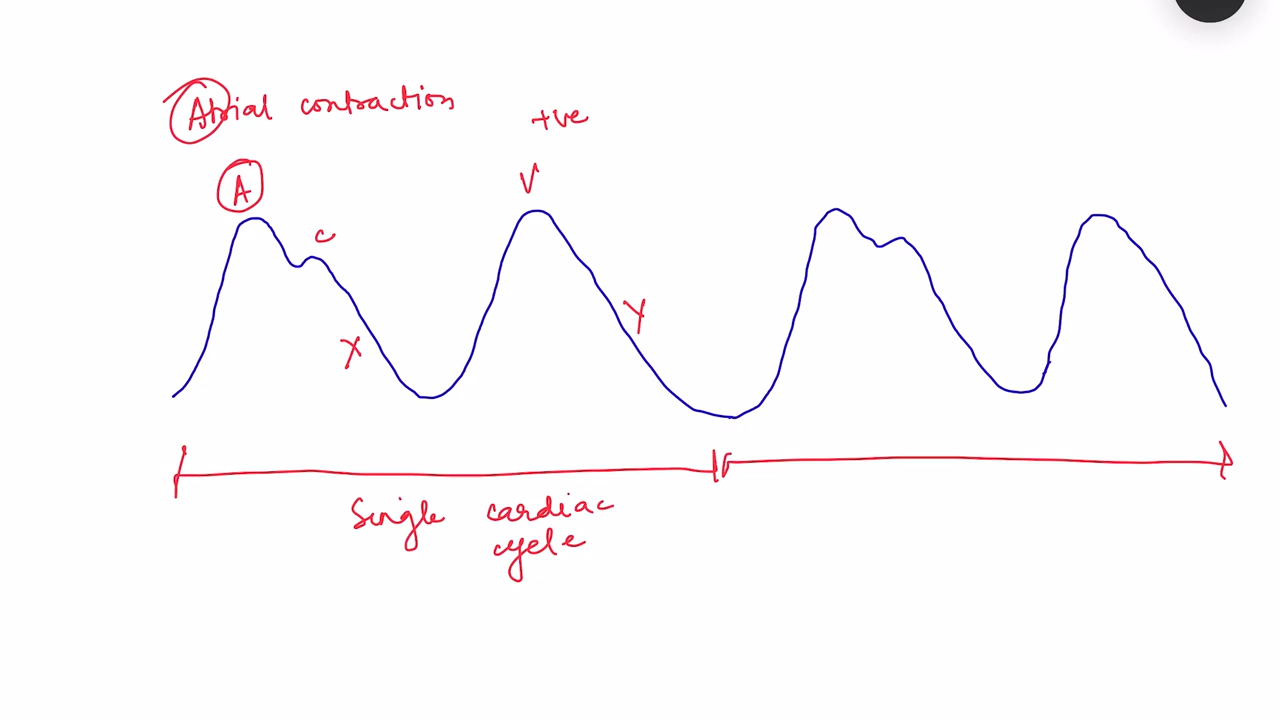 Atrial contraction
+ve
A
V
c
X
Y
Single cardiac
cycle